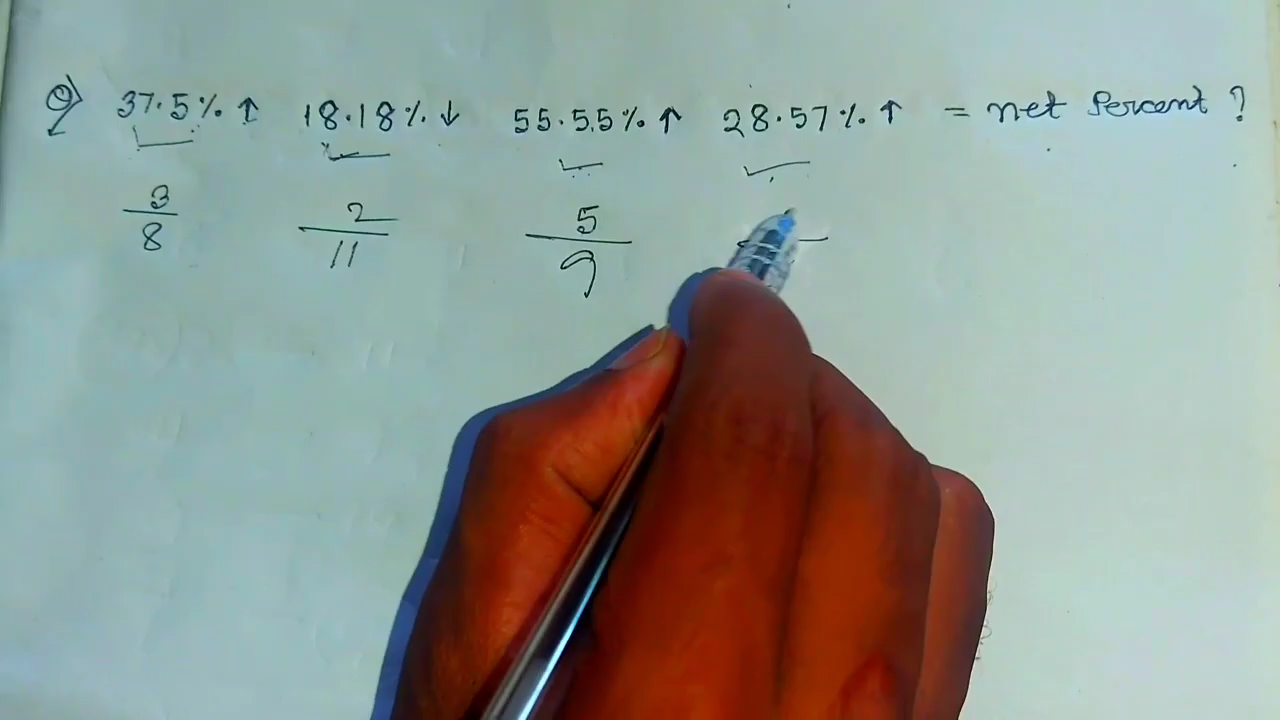 Q) 37.5% ↑ 18.18% ↓ 55.55% ↑ 28.57% ↑ = net Percent ?
3/8 2/11 5/9